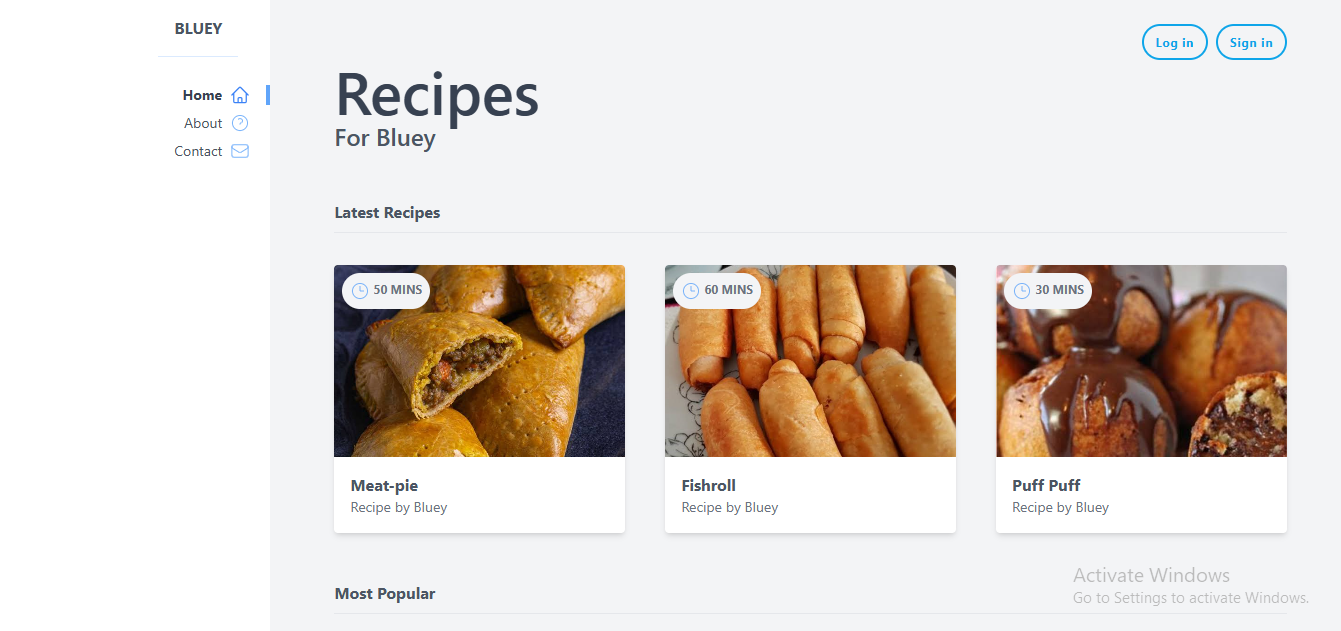 BLUEY
Home
About
Contact
Log in
Sign in
Recipes
For Bluey
Latest Recipes
50 MINS
60 MINS
30 MINS
Meat-pie
Recipe by Bluey
Fishroll
Recipe by Bluey
Puff Puff
Recipe by Bluey
Most Popular
Activate Windows
Go to Settings to activate Windows.